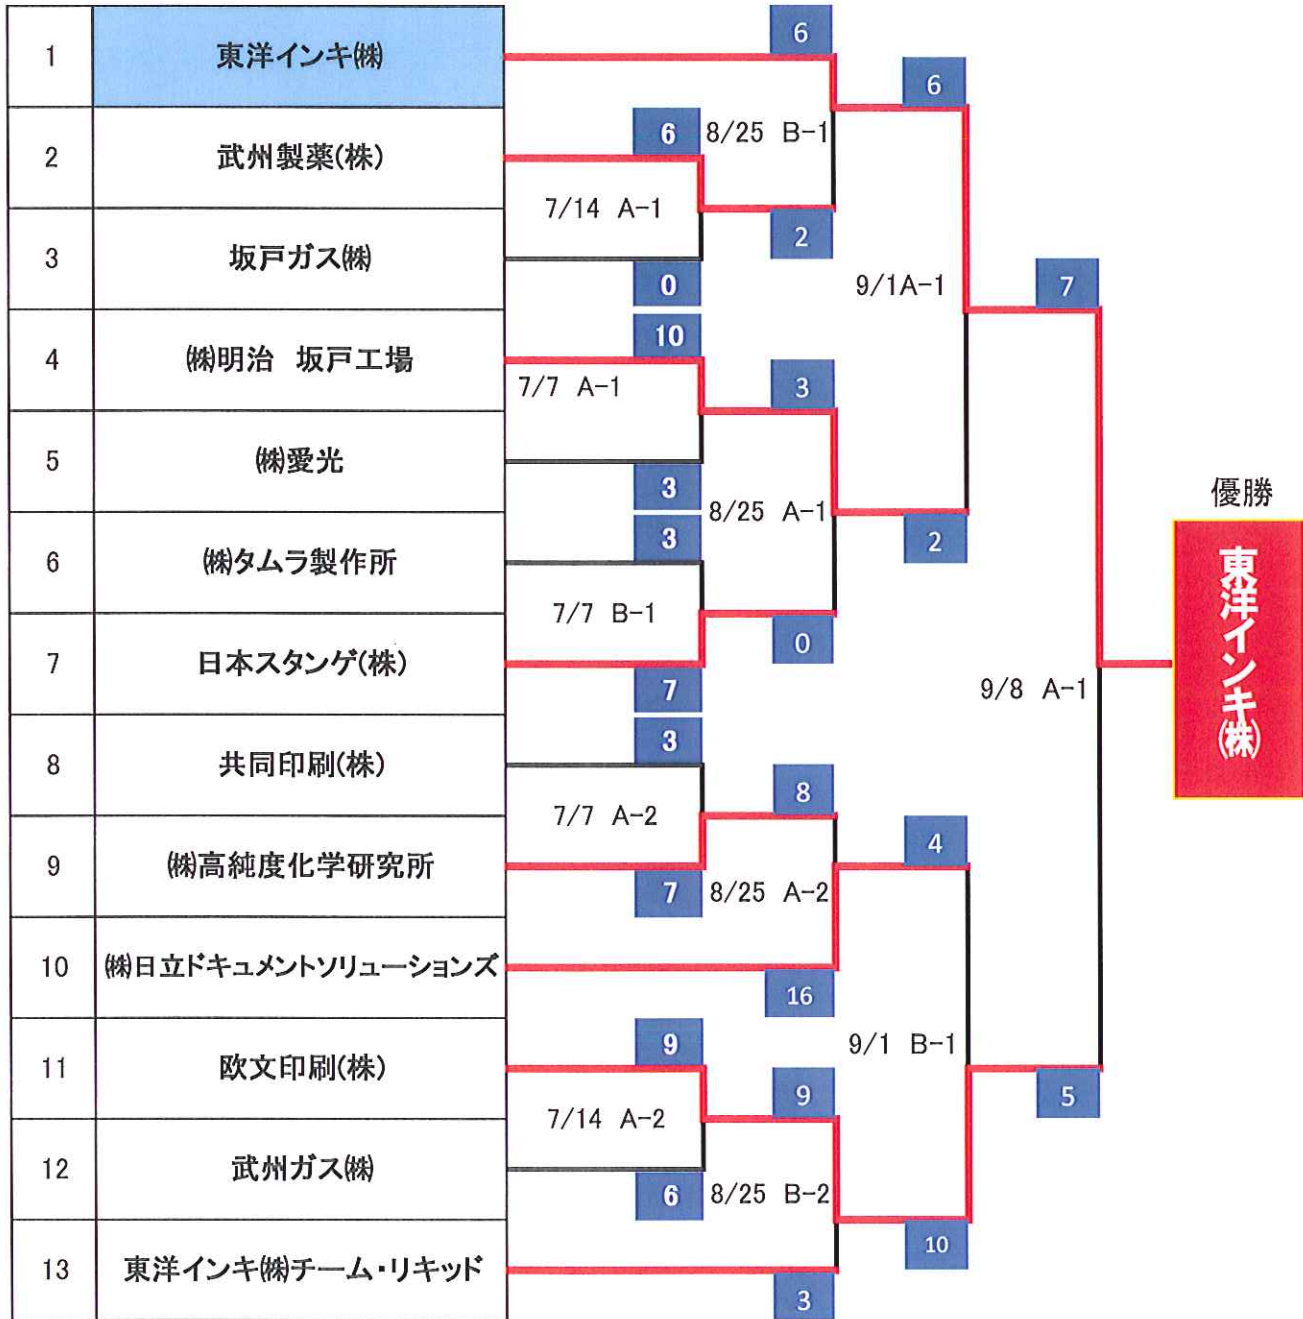 1 東洋インキ㈱
2 武州製薬(株)
3 坂戸ガス㈱
4 ㈱明治 坂戸工場
5 ㈱愛光
6 ㈱タムラ製作所
7 日本スタンゲ(株)
8 共同印刷(株)
9 ㈱高純度化学研究所
10 ㈱日立ドキュメントソリューションズ
11 欧文印刷(株)
12 武州ガス㈱
13 東洋インキ㈱チーム・リキッド
6
7/14 A-1
0
10
7/7 A-1
3
3
7/7 B-1
7
3
7/7 A-2
7
9
7/14 A-2
6
6
8/25 B-1
2
3
8/25 A-1
0
8
8/25 A-2
16
9
8/25 B-2
3
6
9/1A-1
2
4
9/1 B-1
10
7
9/8 A-1
5
優勝
東洋インキ㈱